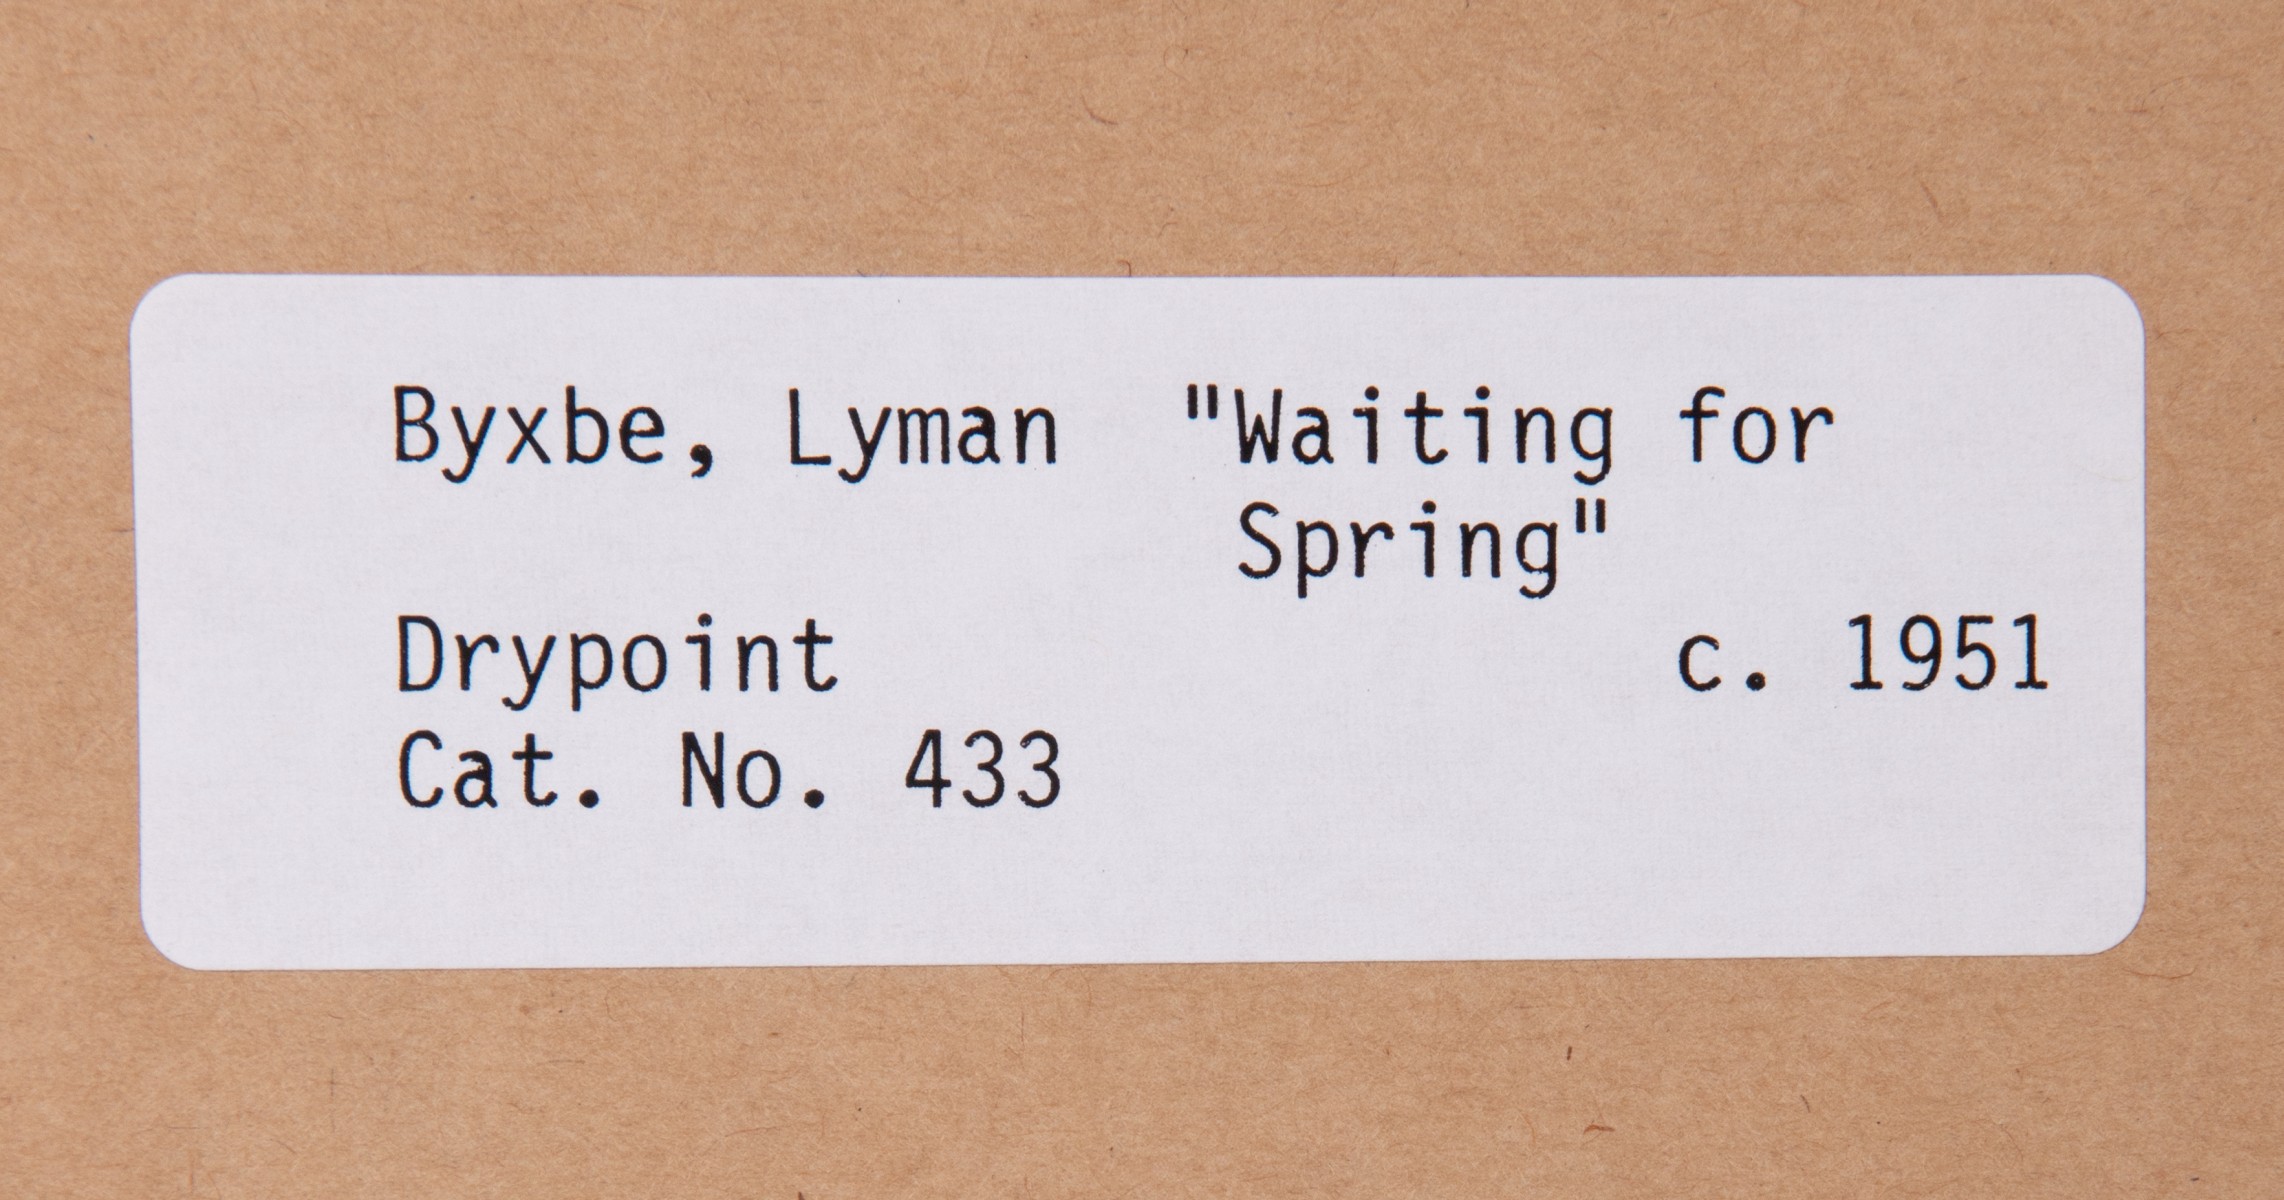 Byxbe, Lyman "Waiting for
Spring"
Drypoint c. 1951
Cat. No. 433